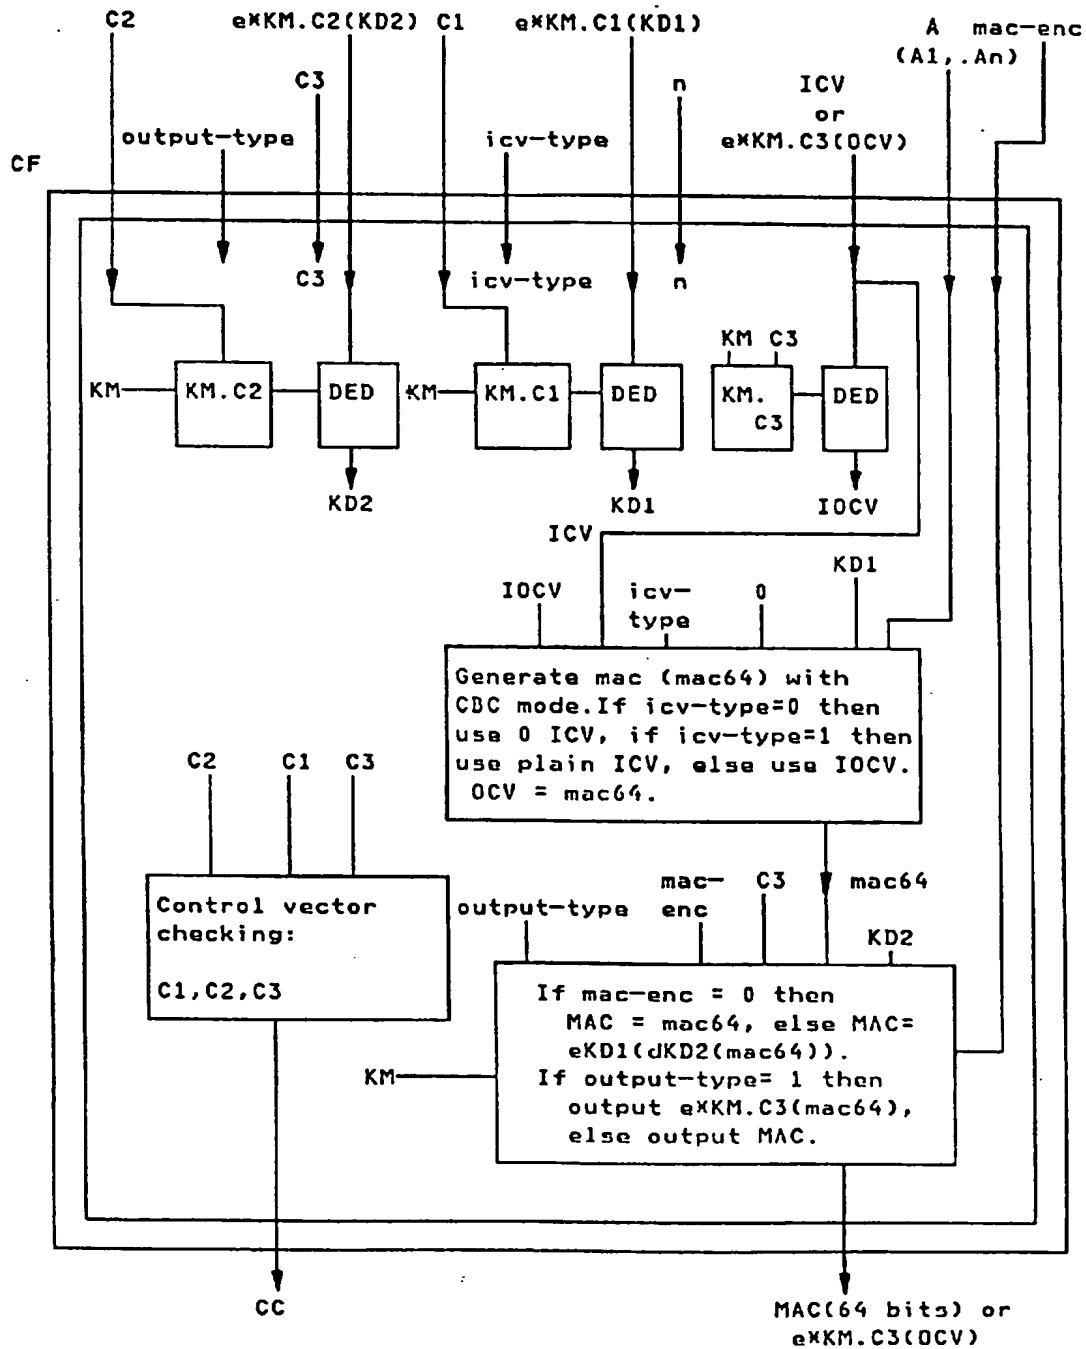 C2 e*KM.C2(KD2) C1 e*KM.C1(KD1) A mac-enc
(A1,.An)
C3 n ICV
or
output-type icv-type e*KM.C3(OCV)
CF
C3 icv-type n
KM C3
KM KM.C2 DED KM KM.C1 DED KM.
C3 DED
KD2 KD1 IOCV
ICV
KD1
IOCV icv-
type 0
Generate mac (mac64) with
CBC mode.If icv-type=0 then
use 0 ICV, if icv-type=1 then
use plain ICV, else use IOCV.
OCV = mac64.
C2 C1 C3
Control vector
checking:
C1,C2,C3
output-type mac-
enc C3 mac64
KD2
If mac-enc = 0 then
MAC = mac64, else MAC=
eKD1(dKD2(mac64)).
If output-type= 1 then
output e*KM.C3(mac64),
else output MAC.
KM
CC
MAC(64 bits) or
e*KM.C3(OCV)